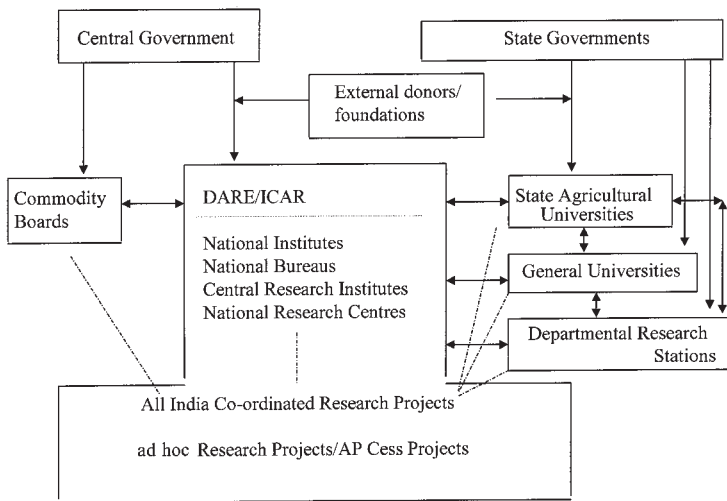 Central Government
State Governments
External donors/
foundations
Commodity
Boards
DARE/ICAR
National Institutes
National Bureaus
Central Research Institutes
National Research Centres
State Agricultural
Universities
General Universities
Departmental Research
Stations
All India Co-ordinated Research Projects
ad hoc Research Projects/AP Cess Projects